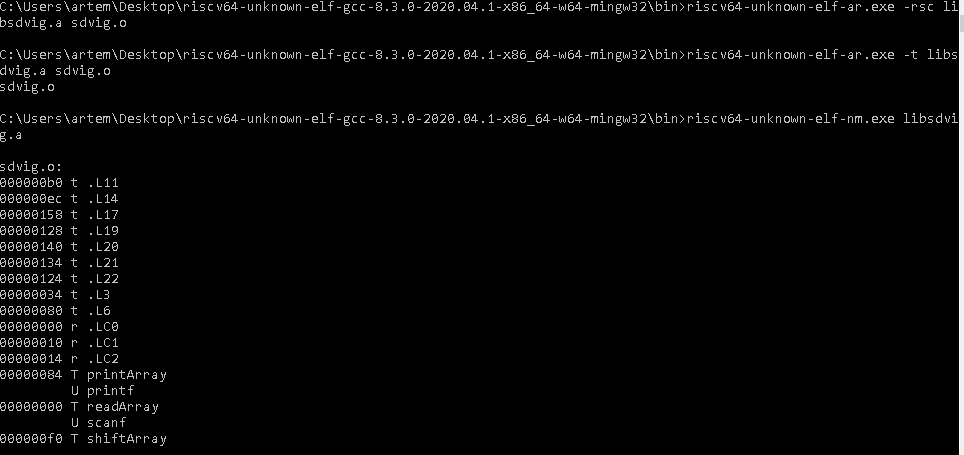 C:\Users\artem\Desktop\riscv64-unknown-elf-gcc-8.3.0-2020.04.1-x86_64-w64-mingw32\bin>riscv64-unknown-elf-ar.exe -rsc li
bsdvig.a sdvig.o
C:\Users\artem\Desktop\riscv64-unknown-elf-gcc-8.3.0-2020.04.1-x86_64-w64-mingw32\bin>riscv64-unknown-elf-ar.exe -t libs
dvig.a sdvig.o
sdvig.o
C:\Users\artem\Desktop\riscv64-unknown-elf-gcc-8.3.0-2020.04.1-x86_64-w64-mingw32\bin>riscv64-unknown-elf-nm.exe libsdvi
g.a
sdvig.o:
000000b0 t .L11
000000ec t .L14
00000158 t .L17
00000128 t .L19
00000140 t .L20
00000134 t .L21
00000124 t .L22
00000034 t .L3
00000080 t .L6
00000000 r .LC0
00000010 r .LC1
00000014 r .LC2
00000084 T printArray
U printf
00000000 T readArray
U scanf
000000f0 T shiftArray